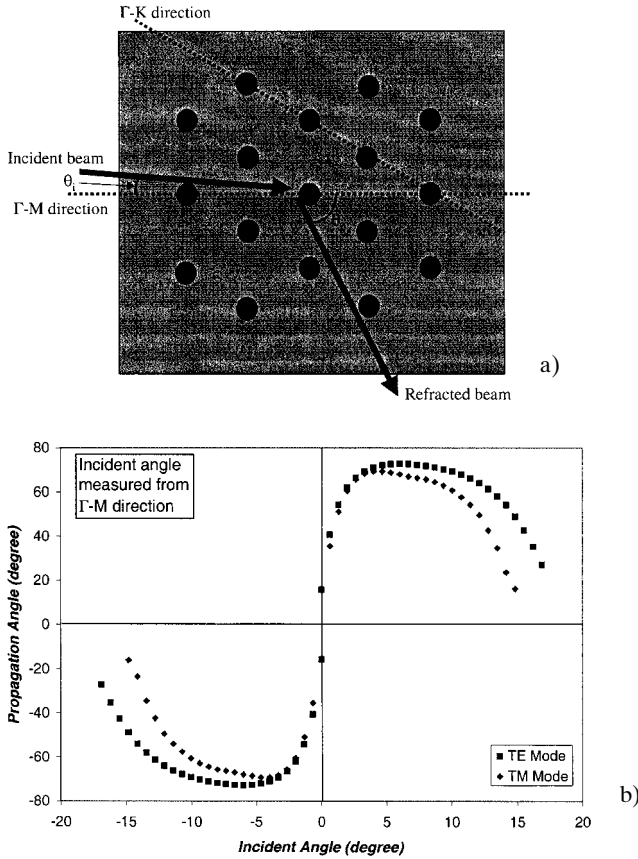 Γ-K direction
Incident beam
θi
Γ-M direction
Refracted beam
a)
Incident angle
measured from
Γ-M direction
80
60
40
20
0
-20
-40
-60
-80
Propagation Angle (degree)
-20
-15
-10
-5
0
5
10
15
20
Incident Angle (degree)
TE Mode
TM Mode
b)